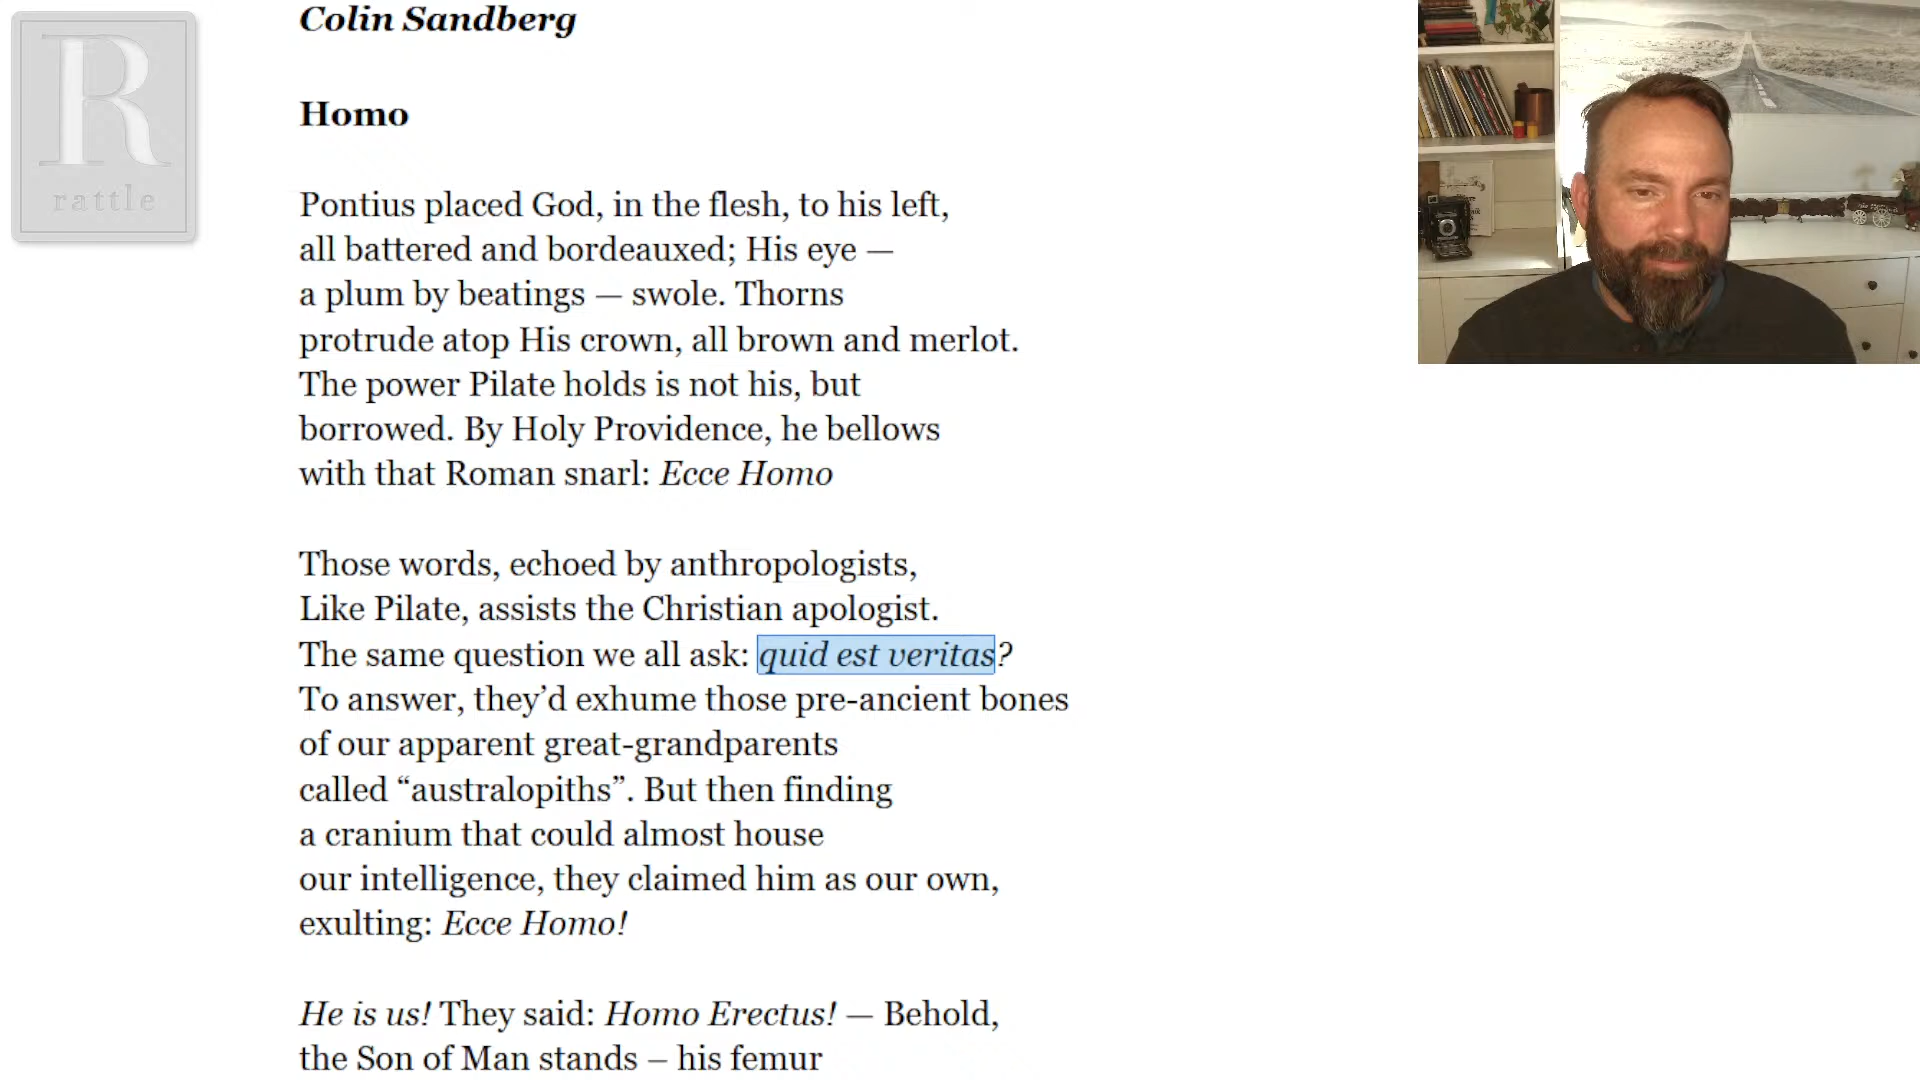 R
rattle
Colin Sandberg
Homo
Pontius placed God, in the flesh, to his left,
all battered and bordeauxed; His eye —
a plum by beatings — swole. Thorns
protrude atop His crown, all brown and merlot.
The power Pilate holds is not his, but
borrowed. By Holy Providence, he bellows
with that Roman snarl: Ecce Homo
Those words, echoed by anthropologists,
Like Pilate, assists the Christian apologist.
The same question we all ask: quid est veritas?
To answer, they’d exhume those pre-ancient bones
of our apparent great-grandparents
called “australopiths”. But then finding
a cranium that could almost house
our intelligence, they claimed him as our own,
exulting: Ecce Homo!
He is us! They said: Homo Erectus! — Behold,
the Son of Man stands – his femur